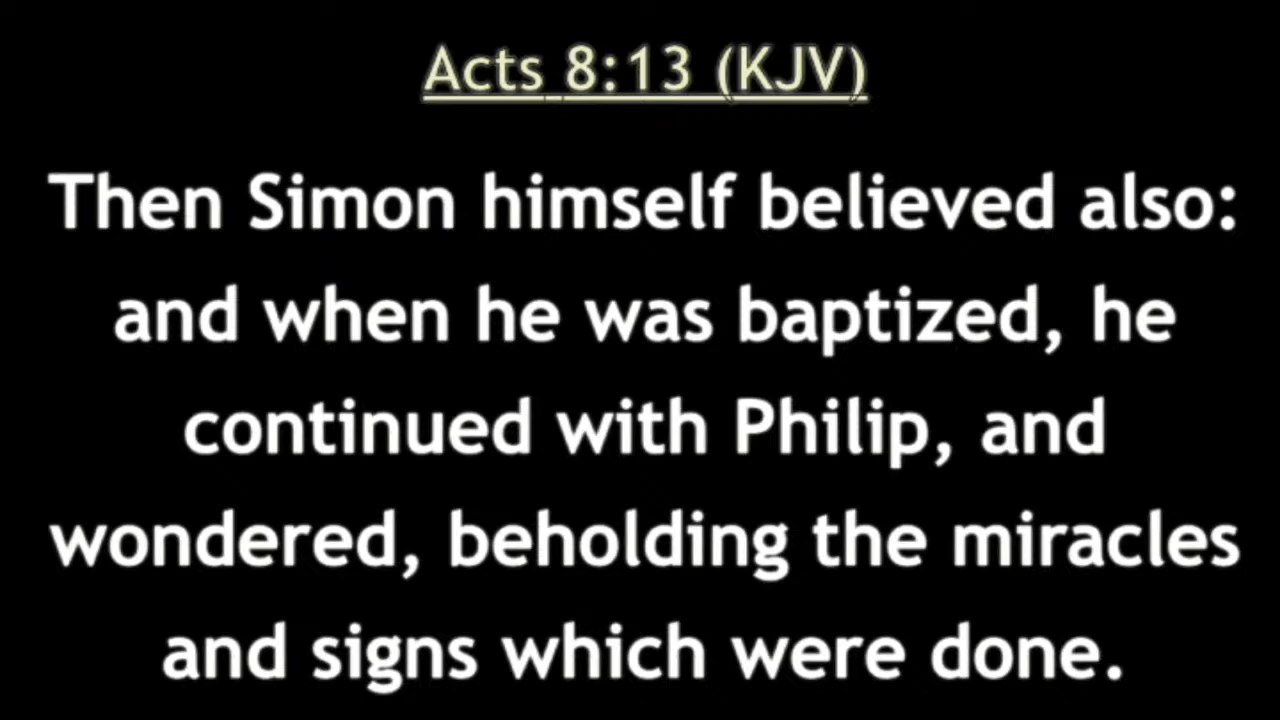 Acts 8:13 (KJV)
Then Simon himself believed also:
and when he was baptized, he
continued with Philip, and
wondered, beholding the miracles
and signs which were done.